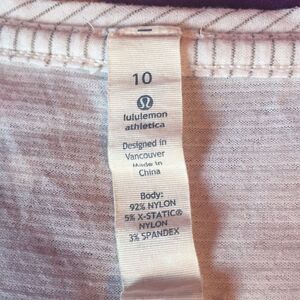 10
lululemon
athletica
Designed in
Vancouver
Made in
China
Body:
92% NYLON
5% X-STATIC®
NYLON
3% SPANDEX